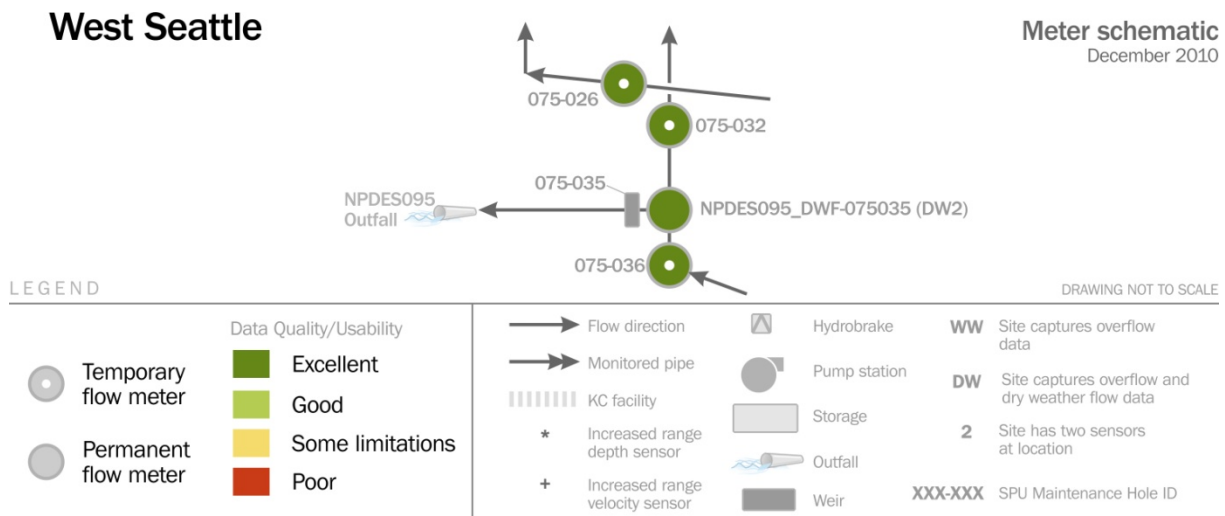 West Seattle
Meter schematic
December 2010
075-026
075-032
075-035
NPDES095
Outfall
NPDES095_DWF-075035 (DW2)
075-036
LEGEND
DRAWING NOT TO SCALE
Temporary
flow meter
Permanent
flow meter
Data Quality/Usability
Excellent
Good
Some limitations
Poor
Flow direction
Monitored pipe
KC facility
* Increased range
depth sensor
+ Increased range
velocity sensor
Hydrobrake
Pump station
Storage
Outfall
Weir
WW Site captures overflow
data
DW Site captures overflow and
dry weather flow data
2 Site has two sensors
at location
XXX-XXX SPU Maintenance Hole ID